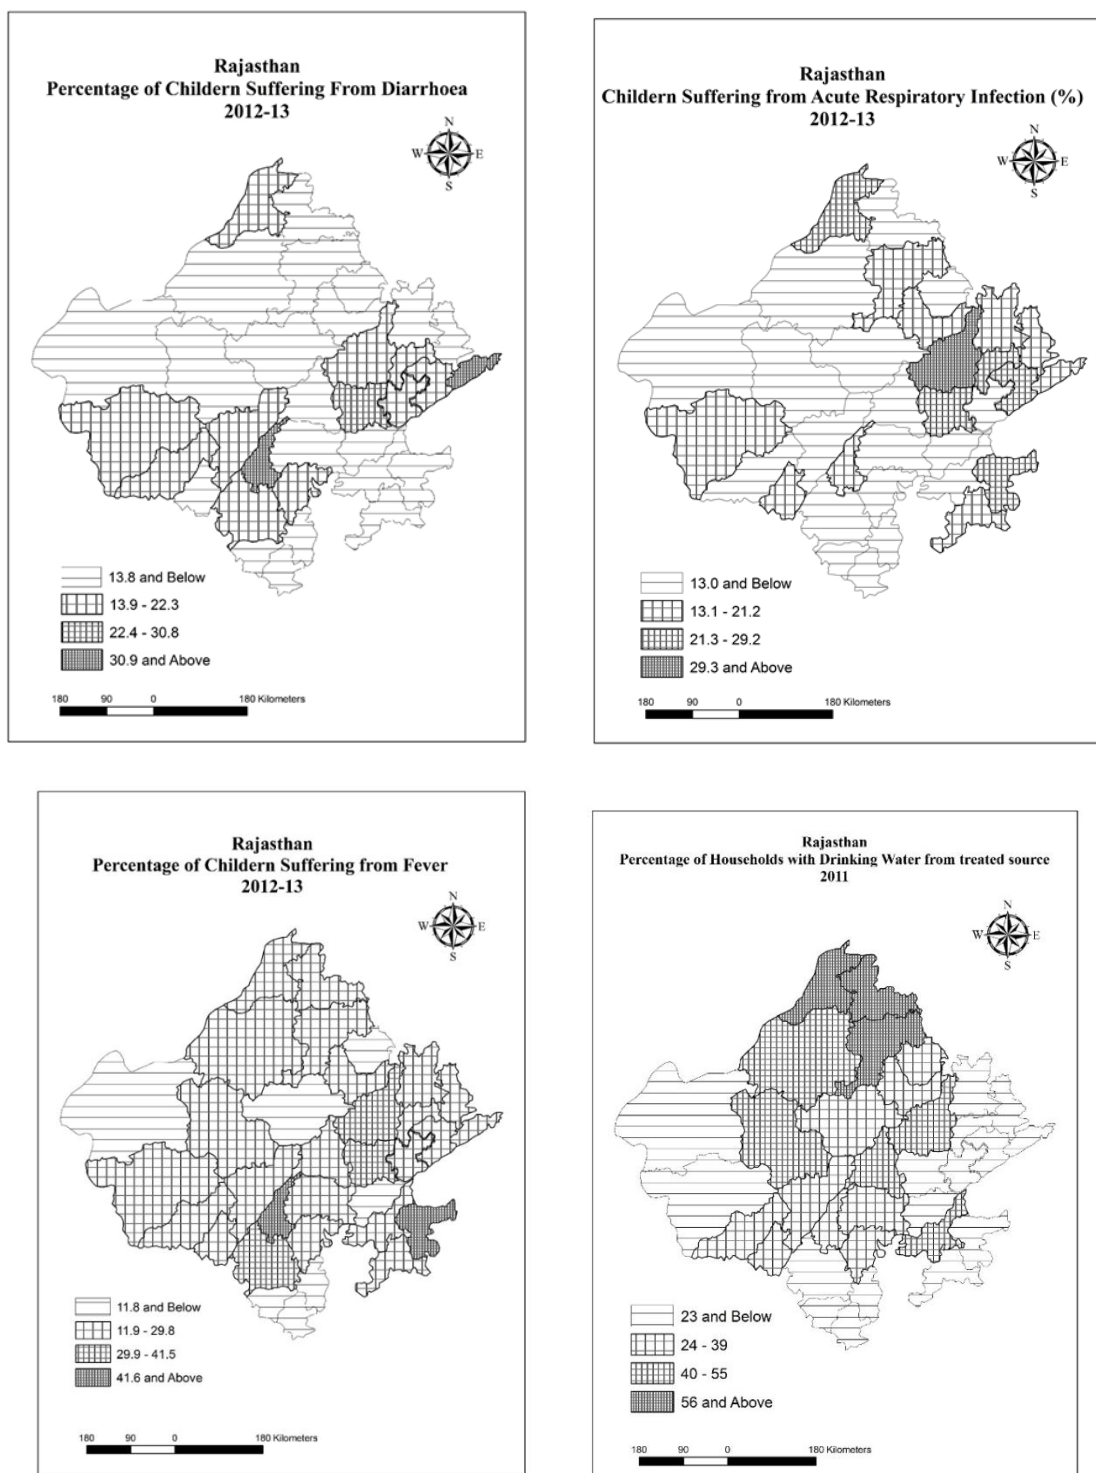 Rajasthan
Percentage of Childern Suffering From Diarrhoea
2012-13
N
W
E
S
13.8 and Below
13.9 - 22.3
22.4 - 30.8
30.9 and Above
180 90 0 180 Kilometers
Rajasthan
Childern Suffering from Acute Respiratory Infection (%)
2012-13
N
W
E
S
13.0 and Below
13.1 - 21.2
21.3 - 29.2
29.3 and Above
180 90 0 180 Kilometers
Rajasthan
Percentage of Childern Suffering from Fever
2012-13
N
W
E
S
11.8 and Below
11.9 - 29.8
29.9 - 41.5
41.6 and Above
180 90 0 180 Kilometers
Rajasthan
Percentage of Households with Drinking Water from treated source
2011
N
W
E
S
23 and Below
24 - 39
40 - 55
56 and Above
180 90 0 180 Kilometers